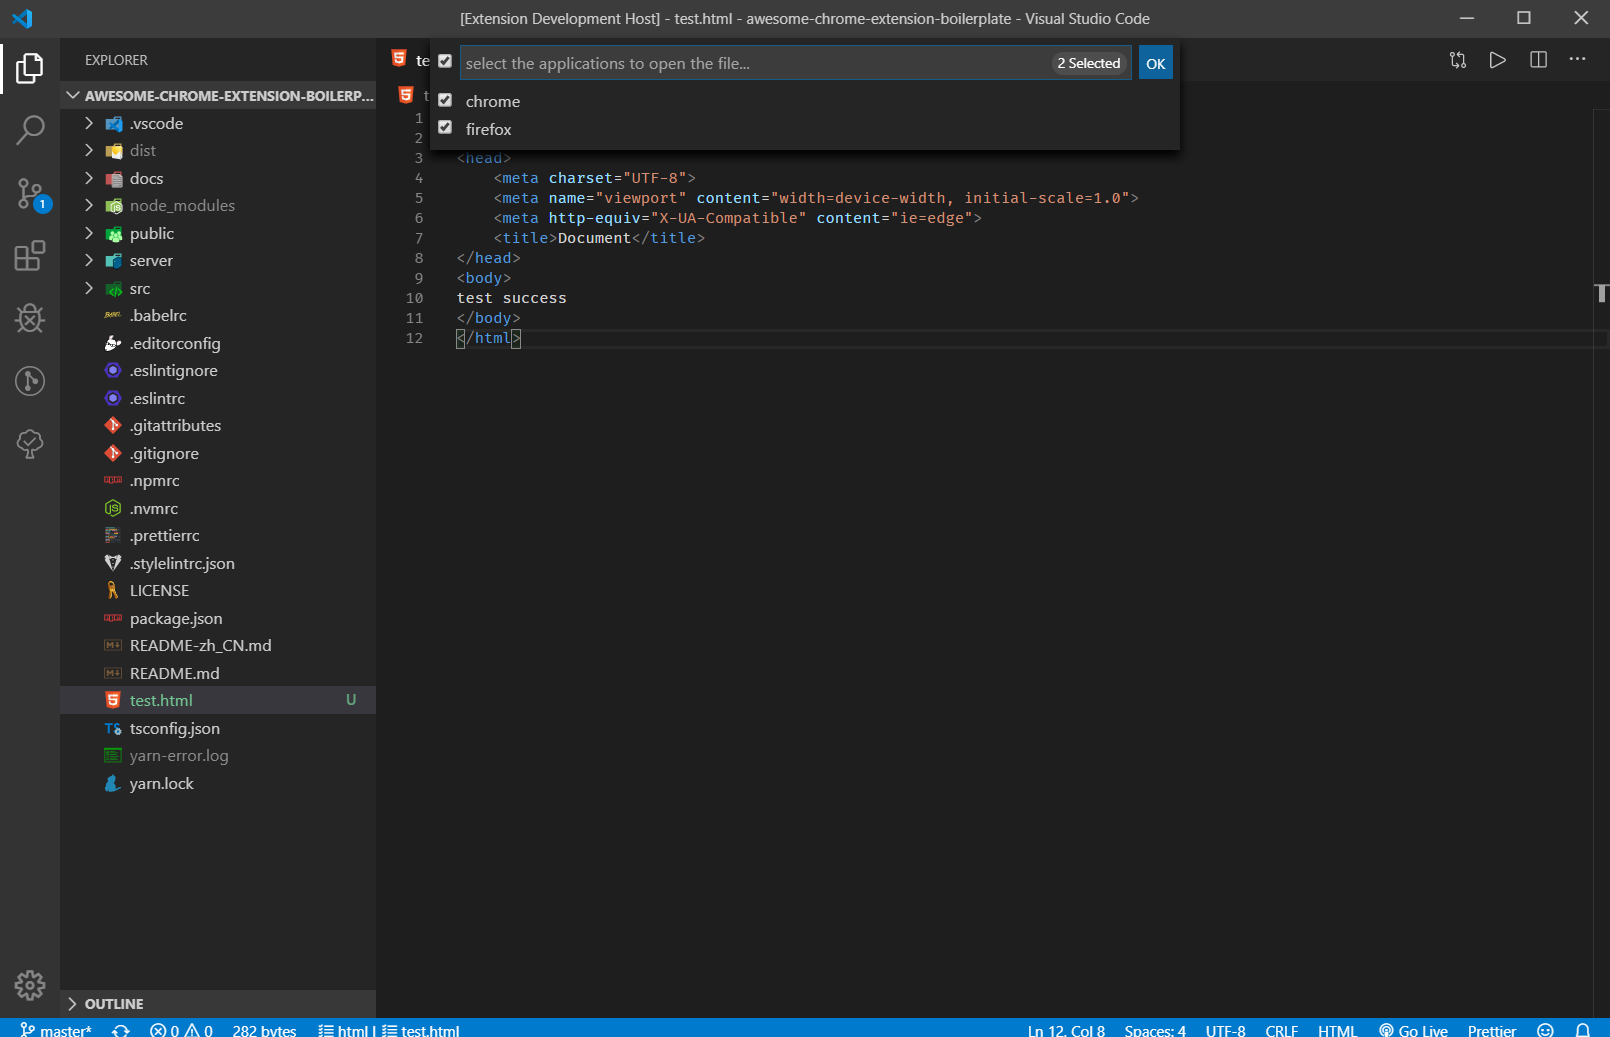 [Extension Development Host] - test.html - awesome-chrome-extension-boilerplate - Visual Studio Code
EXPLORER
AWESOME-CHROME-EXTENSION-BOILERP...
.vscode
dist
docs
node_modules
public
server
src
.babelrc
.editorconfig
.eslintignore
.eslintrc
.gitattributes
.gitignore
.npmrc
.nvmrc
.prettierrc
.stylelintrc.json
LICENSE
package.json
README-zh_CN.md
README.md
test.html U
tsconfig.json
yarn-error.log
yarn.lock
OUTLINE
1
te
select the applications to open the file... 2 Selected OK
t
chrome
firefox
1
2
3 <head>
4 <meta charset="UTF-8">
5 <meta name="viewport" content="width=device-width, initial-scale=1.0">
6 <meta http-equiv="X-UA-Compatible" content="ie=edge">
7 <title>Document</title>
8 </head>
9 <body>
10 test success
11 </body>
12 </html>
master* 0 0 282 bytes html | test.html Ln 12, Col 8 Spaces: 4 UTF-8 CRLF HTML Go Live Prettier